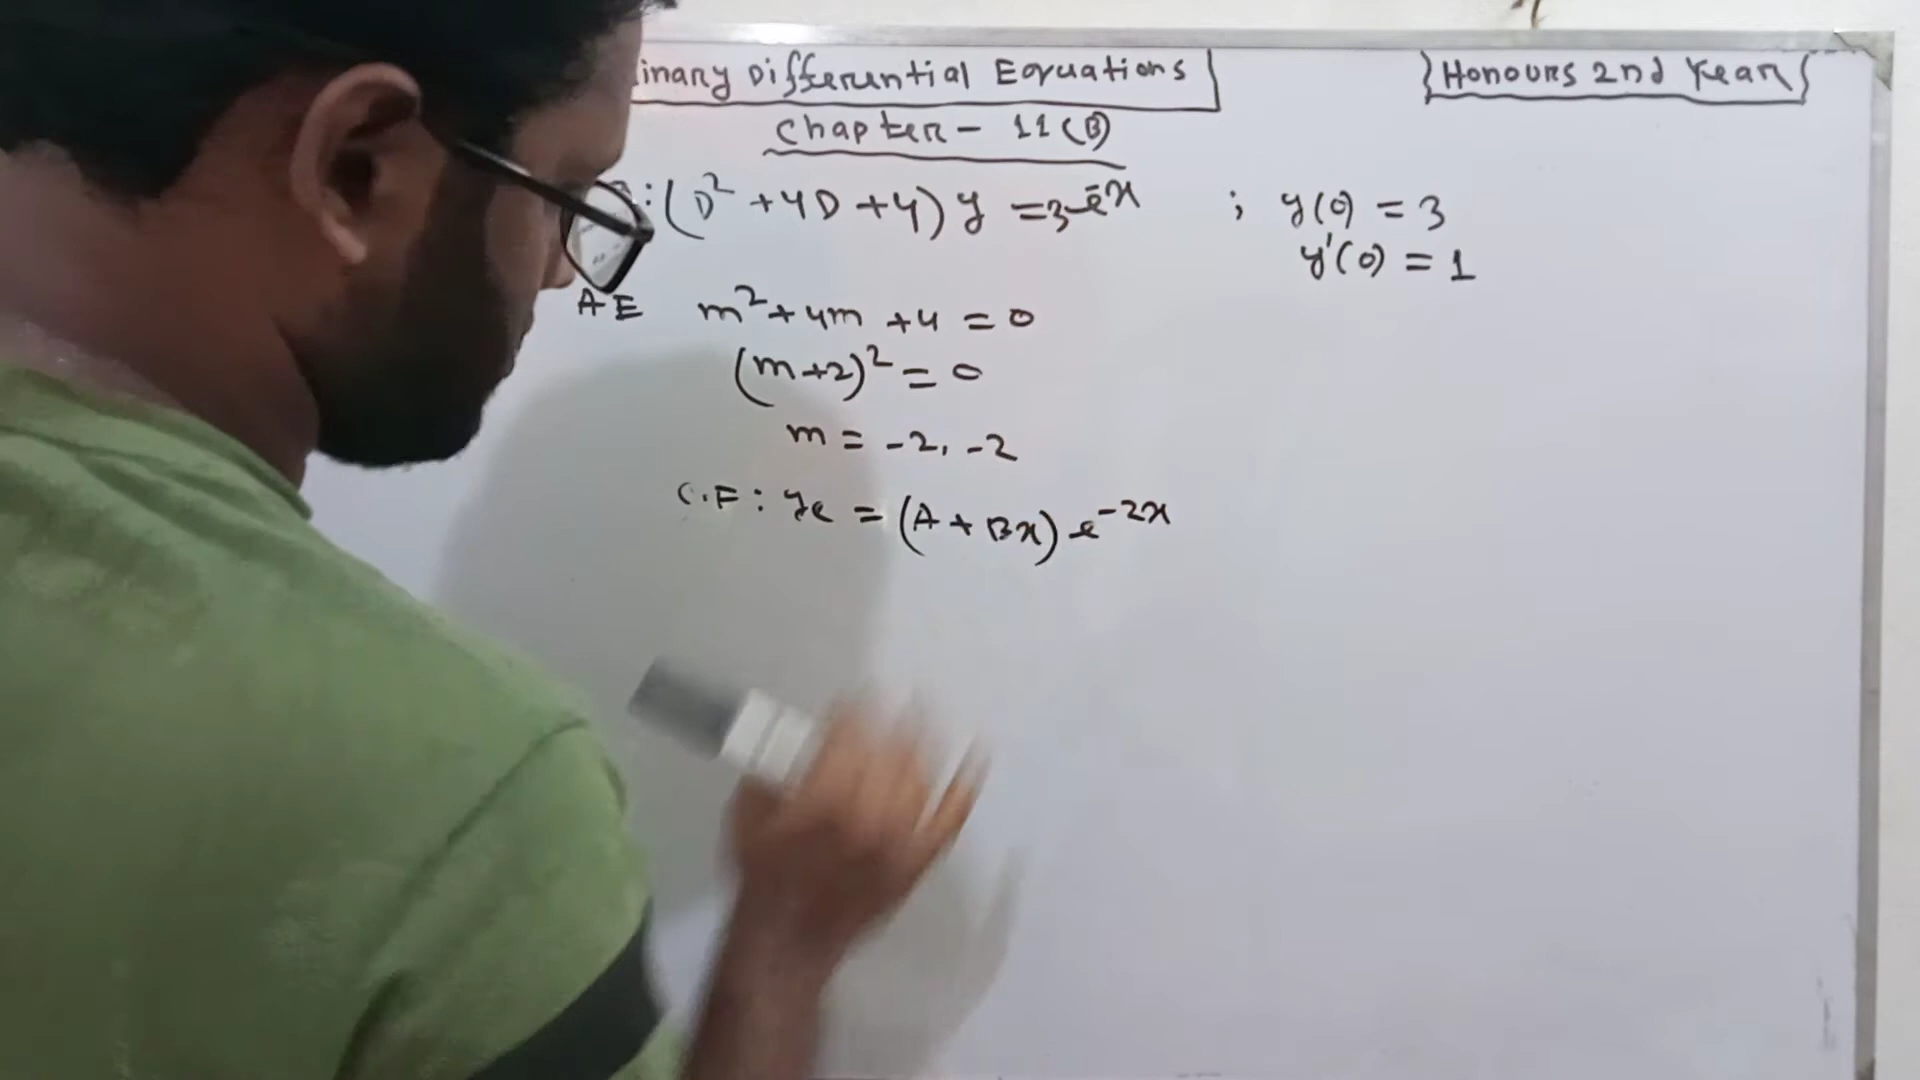 Differential Equations
Honours 2nd Year
Chapter - 11(B)
:(D² + 4D + 4) y = 3e⁻ˣ ; y(0) = 3
y'(0) = 1
AE m² + 4m + 4 = 0
(m+2)² = 0
m = -2, -2
C.F : yc = (A + Bx) e⁻²ˣ